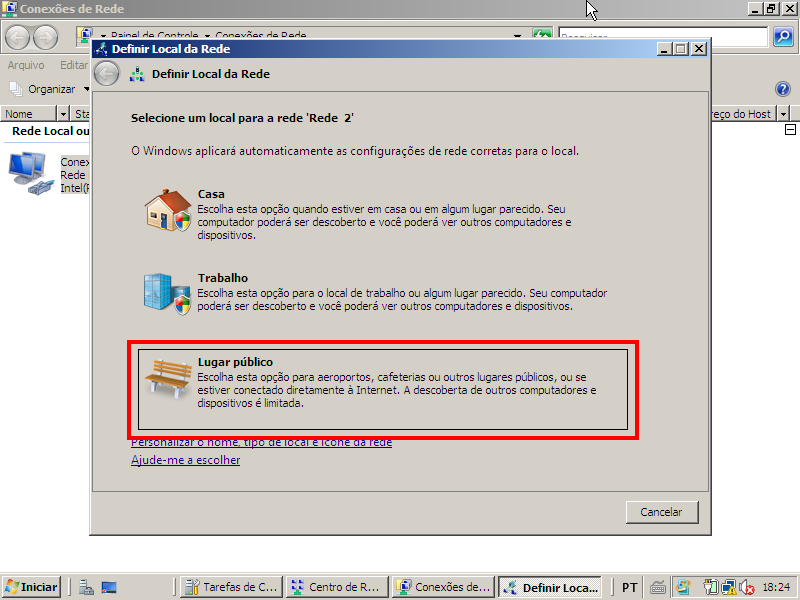 Conexões de Rede
Painel de Controle Conexões de Rede
Pesquisar
Arquivo Editar
Organizar
Nome Sta reço do Host
Rede Local ou
Conex
Rede
Intel(R
Definir Local da Rede
Definir Local da Rede
Selecione um local para a rede 'Rede 2'
O Windows aplicará automaticamente as configurações de rede corretas para o local.
Casa
Escolha esta opção quando estiver em casa ou em algum lugar parecido. Seu
computador poderá ser descoberto e você poderá ver outros computadores e
dispositivos.
Trabalho
Escolha esta opção para o local de trabalho ou algum lugar parecido. Seu computador
poderá ser descoberto e você poderá ver outros computadores e dispositivos.
Lugar público
Escolha esta opção para aeroportos, cafeterias ou outros lugares públicos, ou se
estiver conectado diretamente à Internet. A descoberta de outros computadores e
dispositivos é limitada.
Personalizar o nome, tipo de local e ícone da rede
Ajude-me a escolher
Cancelar
Iniciar Tarefas de C... Centro de R... Conexões de... Definir Loca... PT 18:24